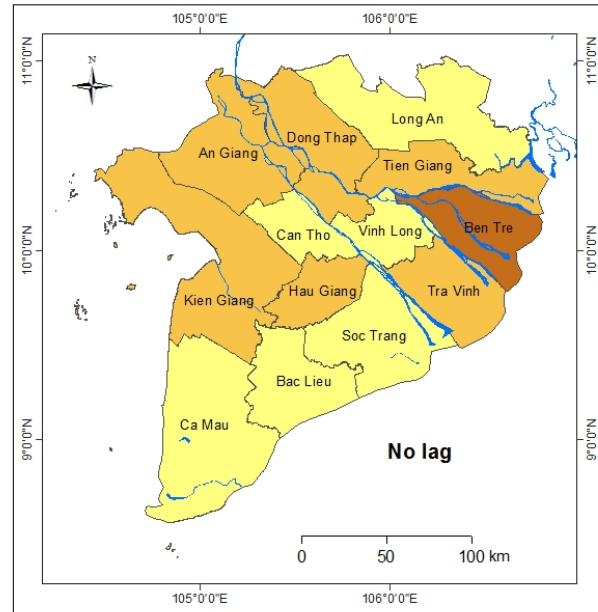 105°0'0"E 106°0'0"E
11°0'0"N
11°0'0"N
N
Long An
Dong Thap
An Giang
Tien Giang
Ben Tre
Can Tho
Vinh Long
10°0'0"N
10°0'0"N
Kien Giang
Hau Giang
Tra Vinh
Soc Trang
Bac Lieu
Ca Mau
9°0'0"N
9°0'0"N
No lag
0 50 100 km
105°0'0"E 106°0'0"E